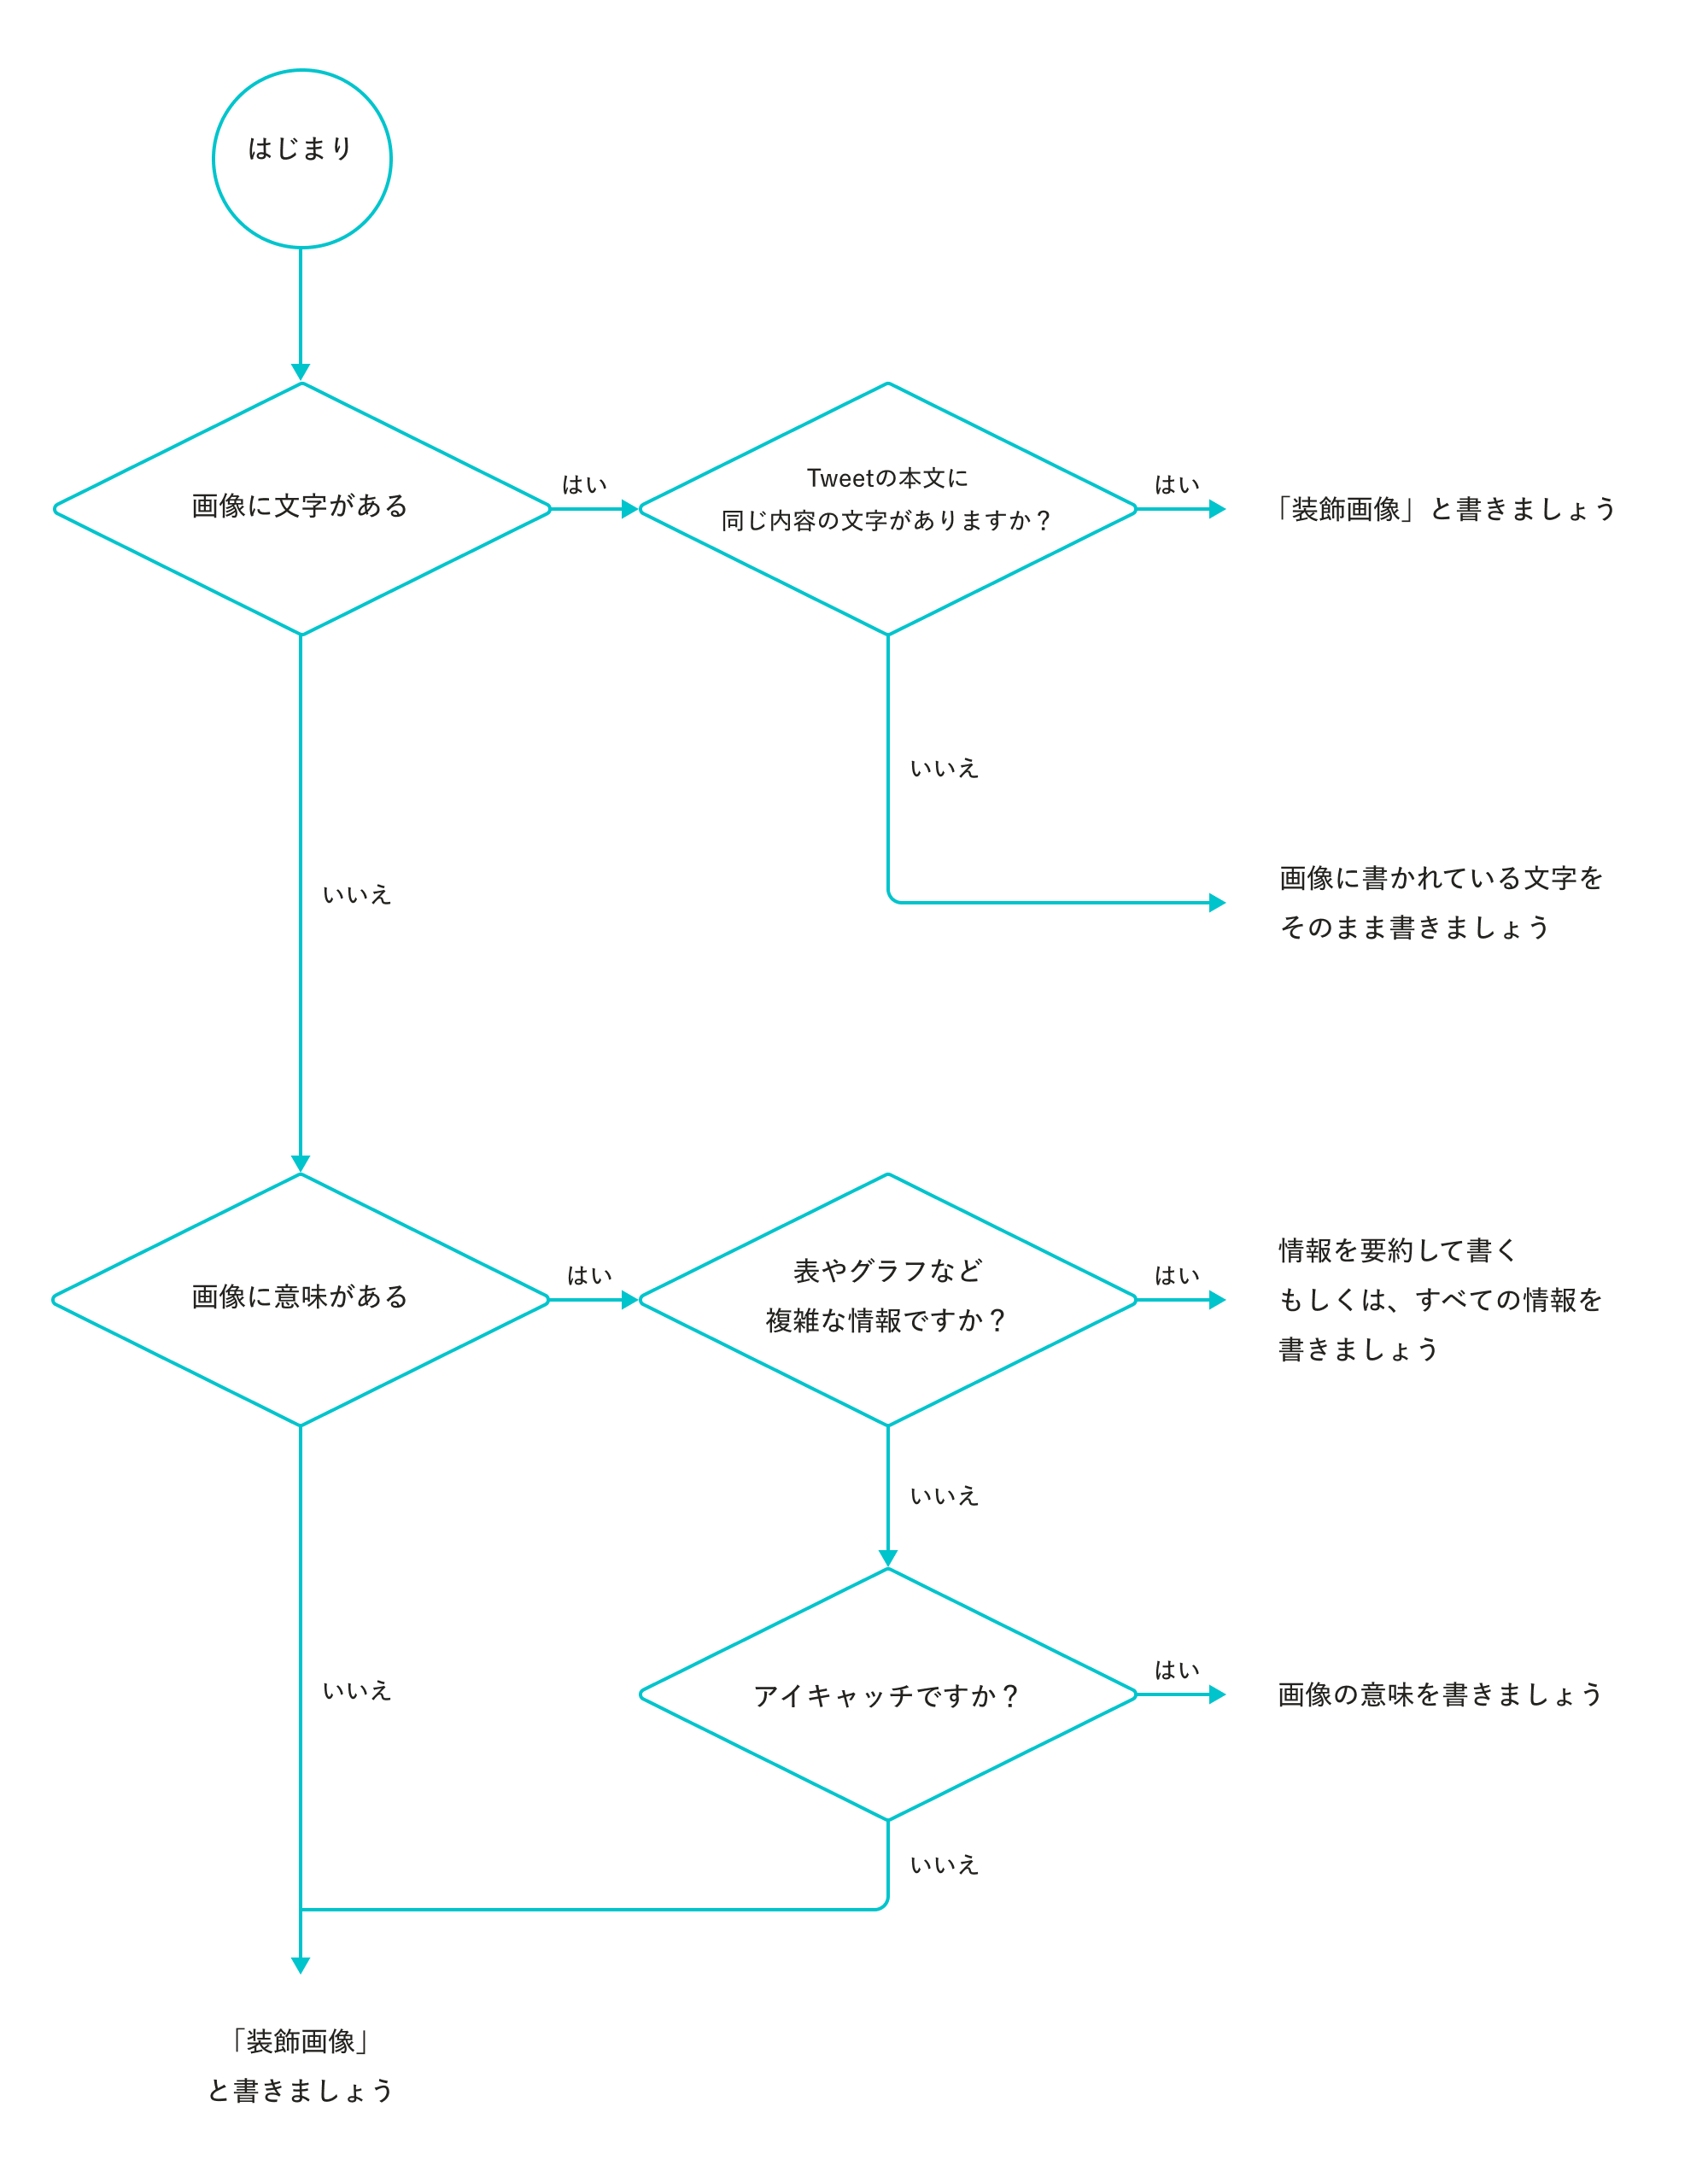 はじまり
画像に文字がある
はい
Tweetの本文に
同じ内容の文字がありますか？
はい
「装飾画像」と書きましょう
いいえ
画像に書かれている文字を
そのまま書きましょう
いいえ
画像に意味がある
はい
表やグラフなど
複雑な情報ですか？
はい
情報を要約して書く
もしくは、すべての情報を
書きましょう
いいえ
アイキャッチですか？
はい
画像の意味を書きましょう
いいえ
いいえ
「装飾画像」
と書きましょう